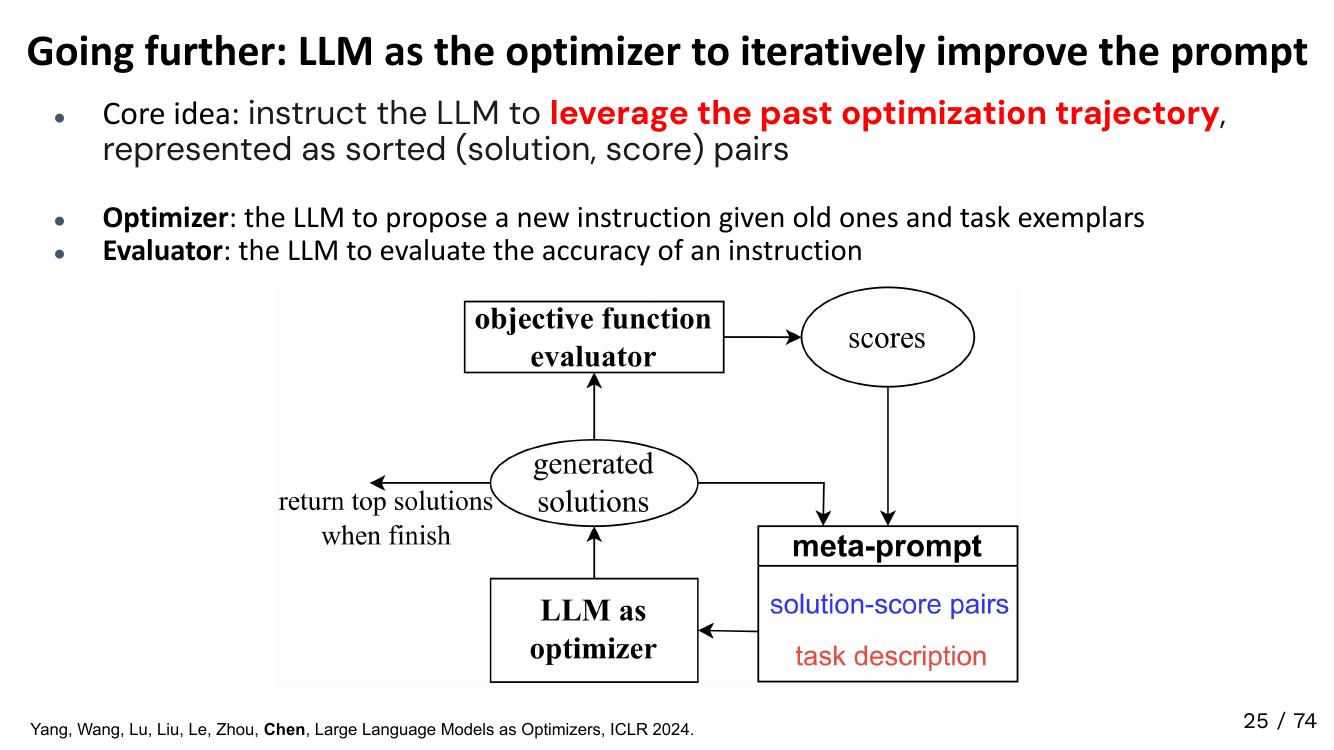 Going further: LLM as the optimizer to iteratively improve the prompt
● Core idea: instruct the LLM to leverage the past optimization trajectory,
represented as sorted (solution, score) pairs
● Optimizer: the LLM to propose a new instruction given old ones and task exemplars
● Evaluator: the LLM to evaluate the accuracy of an instruction
objective function
evaluator
scores
generated
solutions
return top solutions
when finish
meta-prompt
solution-score pairs
task description
LLM as
optimizer
Yang, Wang, Lu, Liu, Le, Zhou, Chen, Large Language Models as Optimizers, ICLR 2024.
25 / 74